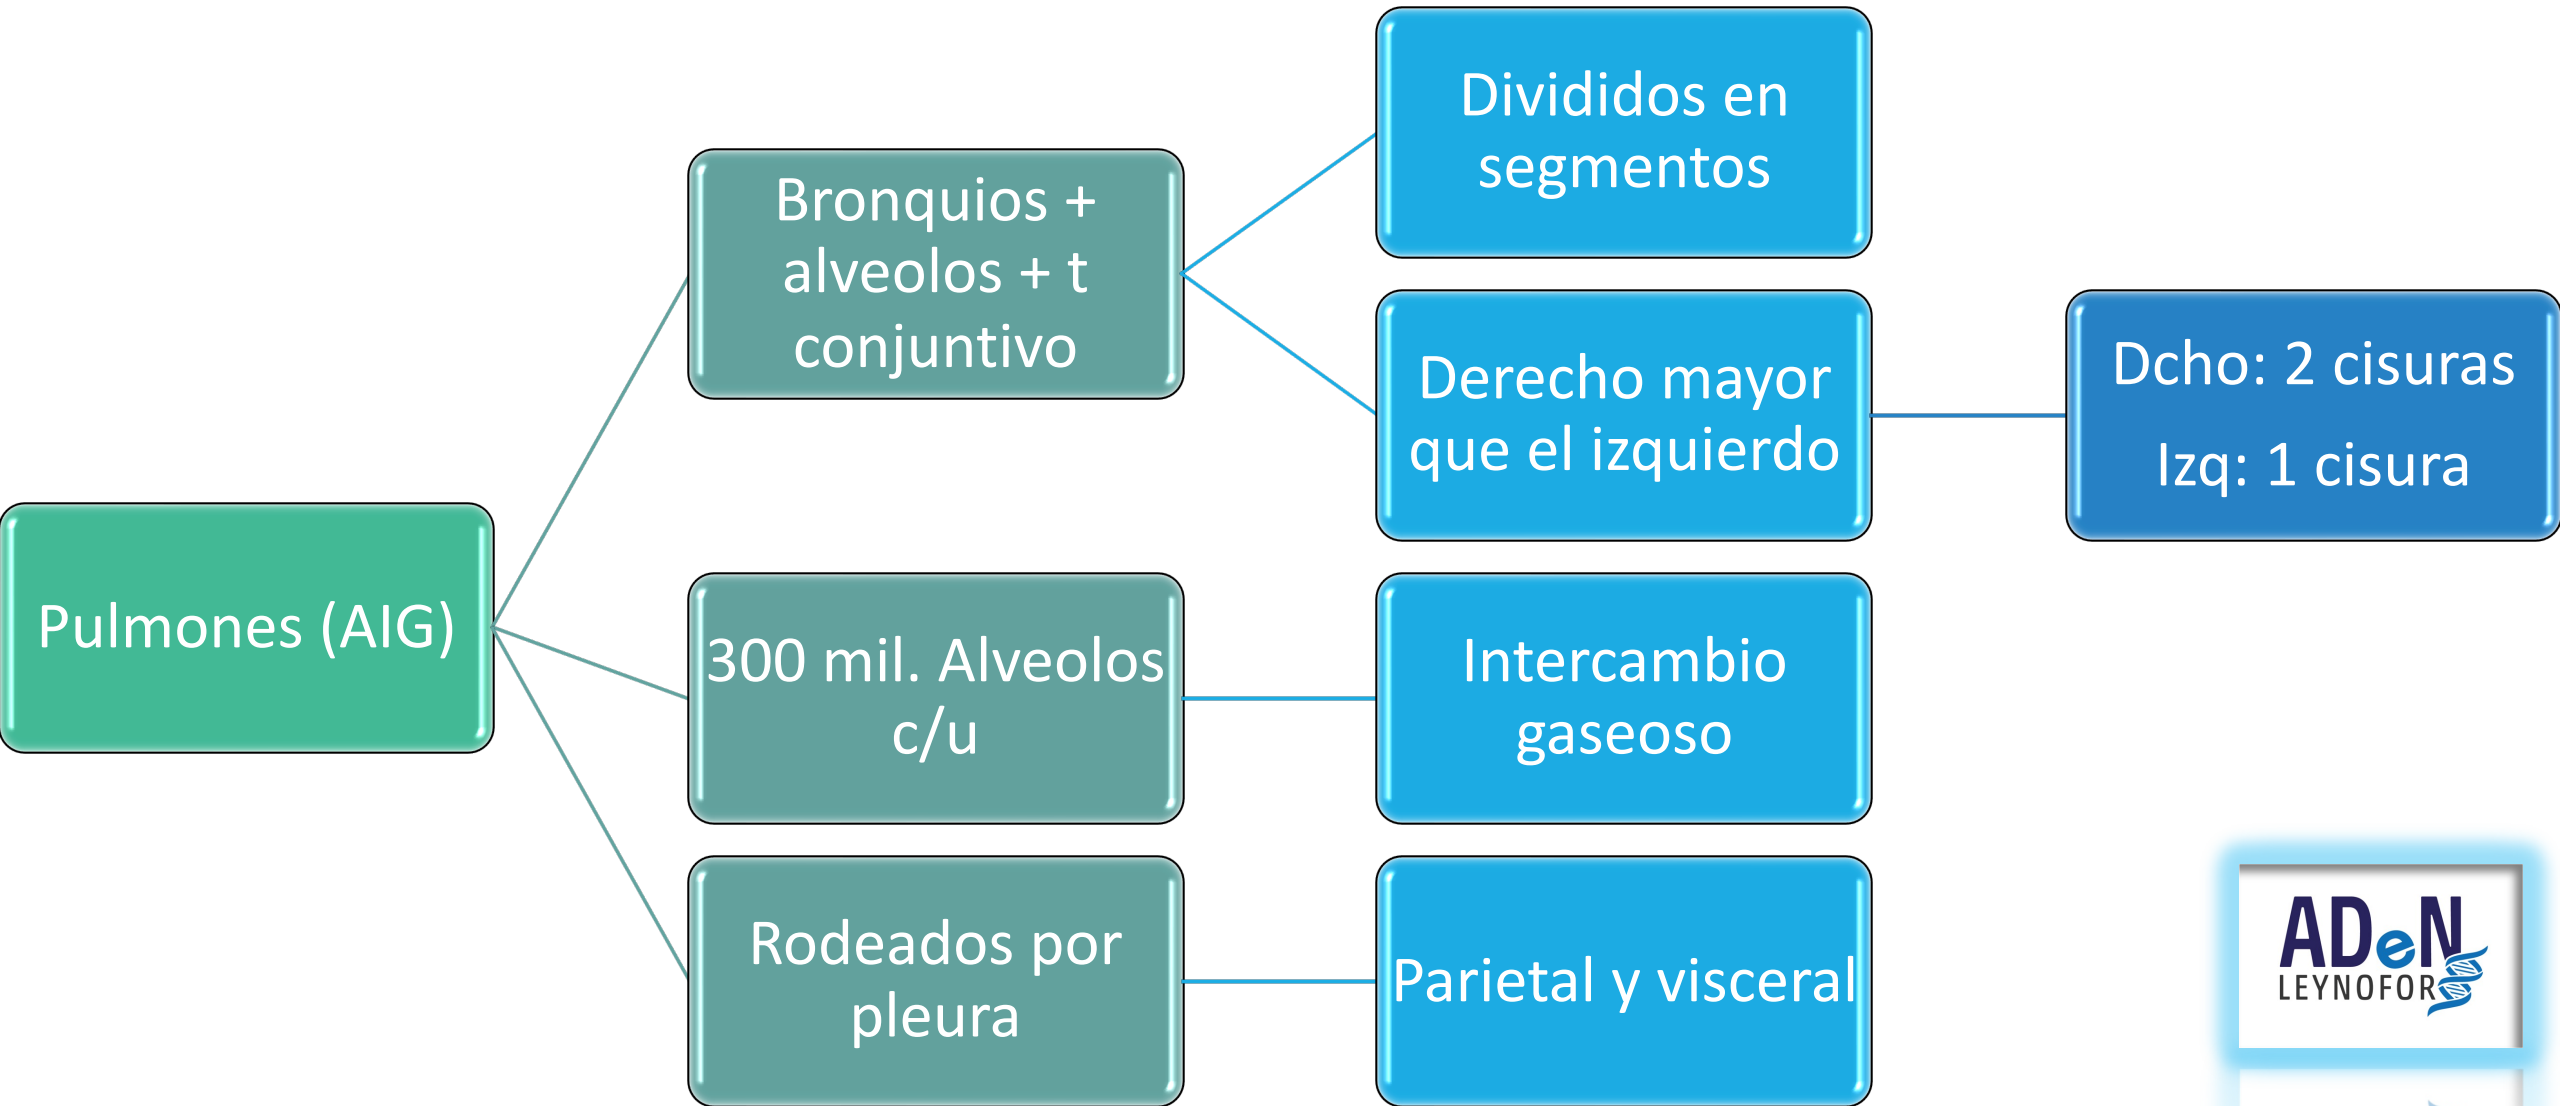 Pulmones (AIG)
Bronquios +
alveolos + t
conjuntivo
Divididos en
segmentos
Derecho mayor
que el izquierdo
Dcho: 2 cisuras
Izq: 1 cisura
300 mil. Alveolos
c/u
Intercambio
gaseoso
Rodeados por
pleura
Parietal y visceral
ADeN
LEYNOFOR